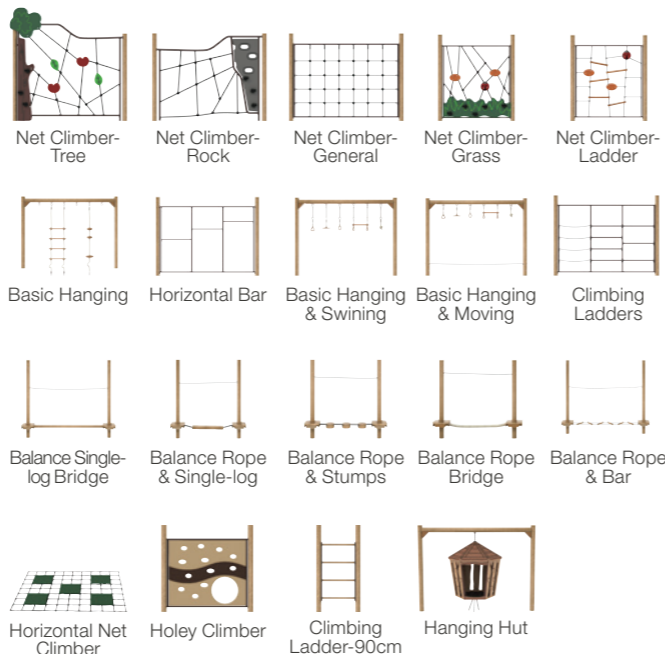 Net Climber-
Tree
Net Climber-
Rock
Net Climber-
General
Net Climber-
Grass
Net Climber-
Ladder
Basic Hanging
Horizontal Bar
Basic Hanging
& Swining
Basic Hanging
& Moving
Climbing
Ladders
Balance Single-
log Bridge
Balance Rope
& Single-log
Balance Rope
& Stumps
Balance Rope
Bridge
Balance Rope
& Bar
Horizontal Net
Climber
Holey Climber
Climbing
Ladder-90cm
Hanging Hut